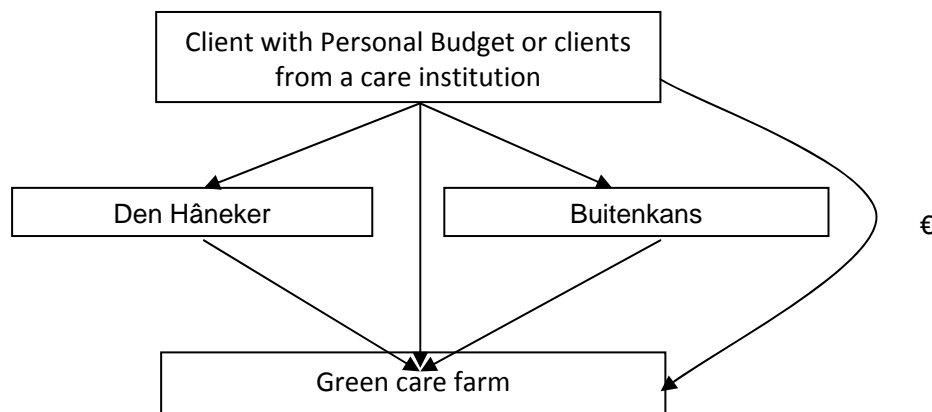 Client with Personal Budget or clients
from a care institution
Den Hâneker
Buitenkans
€
Green care farm